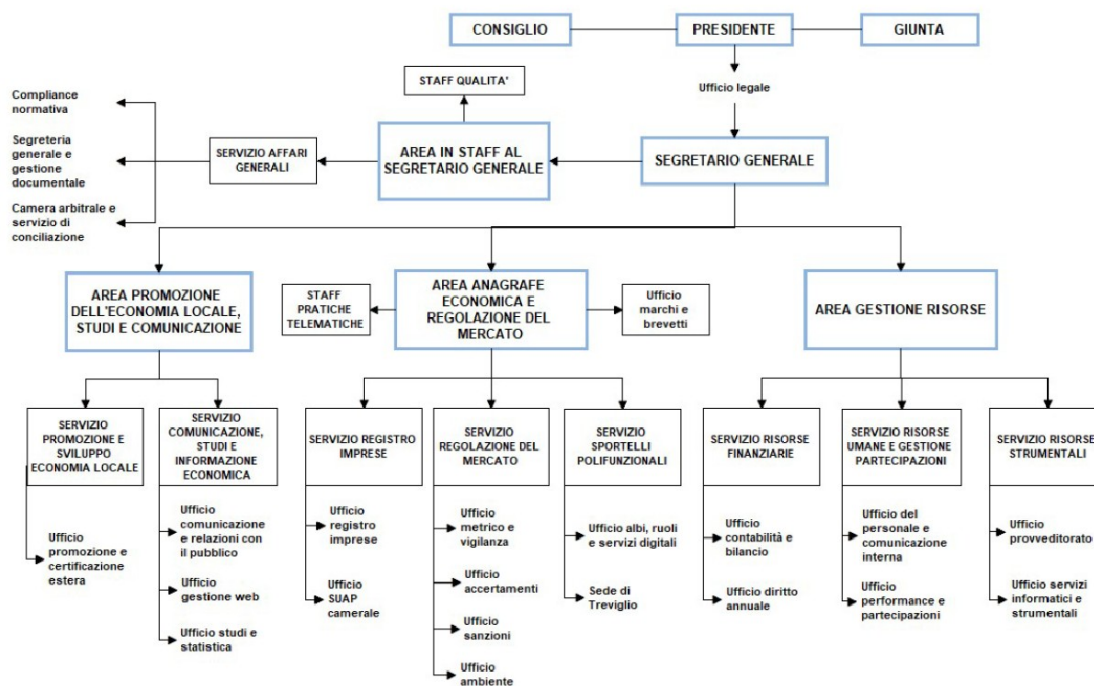 CONSIGLIO
PRESIDENTE
GIUNTA
STAFF QUALITA'
Ufficio legale
Compliance
normativa
Segreteria
generale e
gestione
documentale
Camera arbitrale e
servizio di
conciliazione
SERVIZIO AFFARI
GENERALI
AREA IN STAFF AL
SEGRETARIO GENERALE
SEGRETARIO GENERALE
AREA PROMOZIONE
DELL'ECONOMIA LOCALE,
STUDI E COMUNICAZIONE
STAFF
PRATICHE
TELEMATICHE
AREA ANAGRAFE
ECONOMICA E
REGOLAZIONE DEL
MERCATO
Ufficio
marchi e
brevetti
AREA GESTIONE RISORSE
SERVIZIO
PROMOZIONE E
SVILUPPO
ECONOMIA LOCALE
SERVIZIO
COMUNICAZIONE,
STUDI E
INFORMAZIONE
ECONOMICA
SERVIZIO REGISTRO
IMPRESE
SERVIZIO
REGOLAZIONE DEL
MERCATO
SERVIZIO
SPORTELLI
POLIFUNZIONALI
SERVIZIO RISORSE
FINANZIARIE
SERVIZIO RISORSE
UMANE E GESTIONE
PARTECIPAZIONI
SERVIZIO RISORSE
STRUMENTALI
Ufficio
promozione e
certificazione
estera
Ufficio
comunicazione
e relazioni con
il pubblico
Ufficio
gestione web
Ufficio studi e
statistica
Ufficio
registro
imprese
Ufficio
SUAP
camerale
Ufficio
metrico e
vigilanza
Ufficio
accertamenti
Ufficio
sanzioni
Ufficio
ambiente
Ufficio albi, ruoli
e servizi digitali
Sede di
Treviglio
Ufficio
contabilità e
bilancio
Ufficio diritto
annuale
Ufficio del
personale e
comunicazione
interna
Ufficio
performance e
partecipazioni
Ufficio
provveditorato
Ufficio servizi
informatici e
strumentali